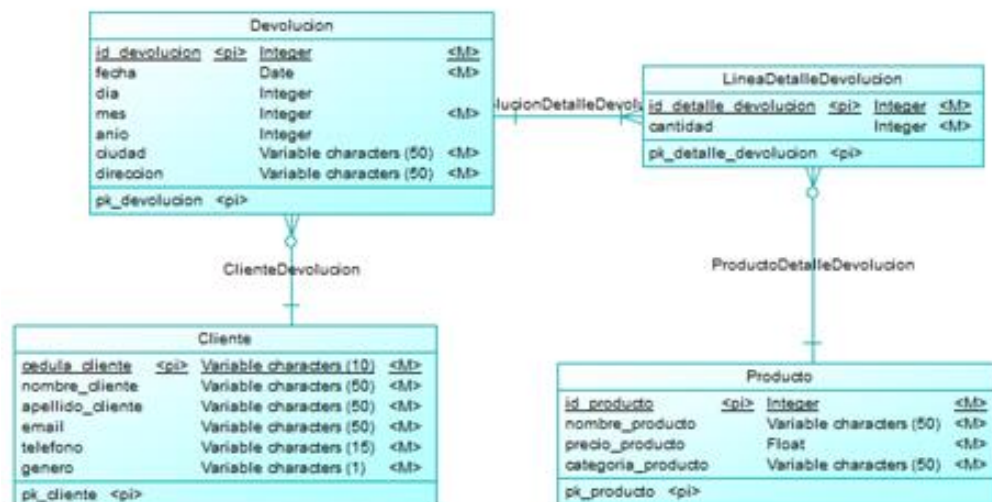 Devolucion
id_devolucion <pi> Integer <M>
fecha Date <M>
dia Integer
mes Integer <M>
anio Integer
ciudad Variable characters (50) <M>
direccion Variable characters (50) <M>
pk_devolucion <pi>
lucionDetalleDevolu
LineaDetalleDevolucion
id_detalle_devolucion <pi> Integer <M>
cantidad Integer <M>
pk_detalle_devolucion <pi>
ClienteDevolucion
ProductoDetalleDevolucion
Cliente
cedula_cliente <pi> Variable characters (10) <M>
nombre_cliente Variable characters (50) <M>
apellido_cliente Variable characters (50) <M>
email Variable characters (50) <M>
telefono Variable characters (15) <M>
genero Variable characters (1) <M>
pk_cliente <pi>
Producto
id_producto <pi> Integer <M>
nombre_producto Variable characters (50) <M>
precio_producto Float <M>
categoria_producto Variable characters (50) <M>
pk_producto <pi>